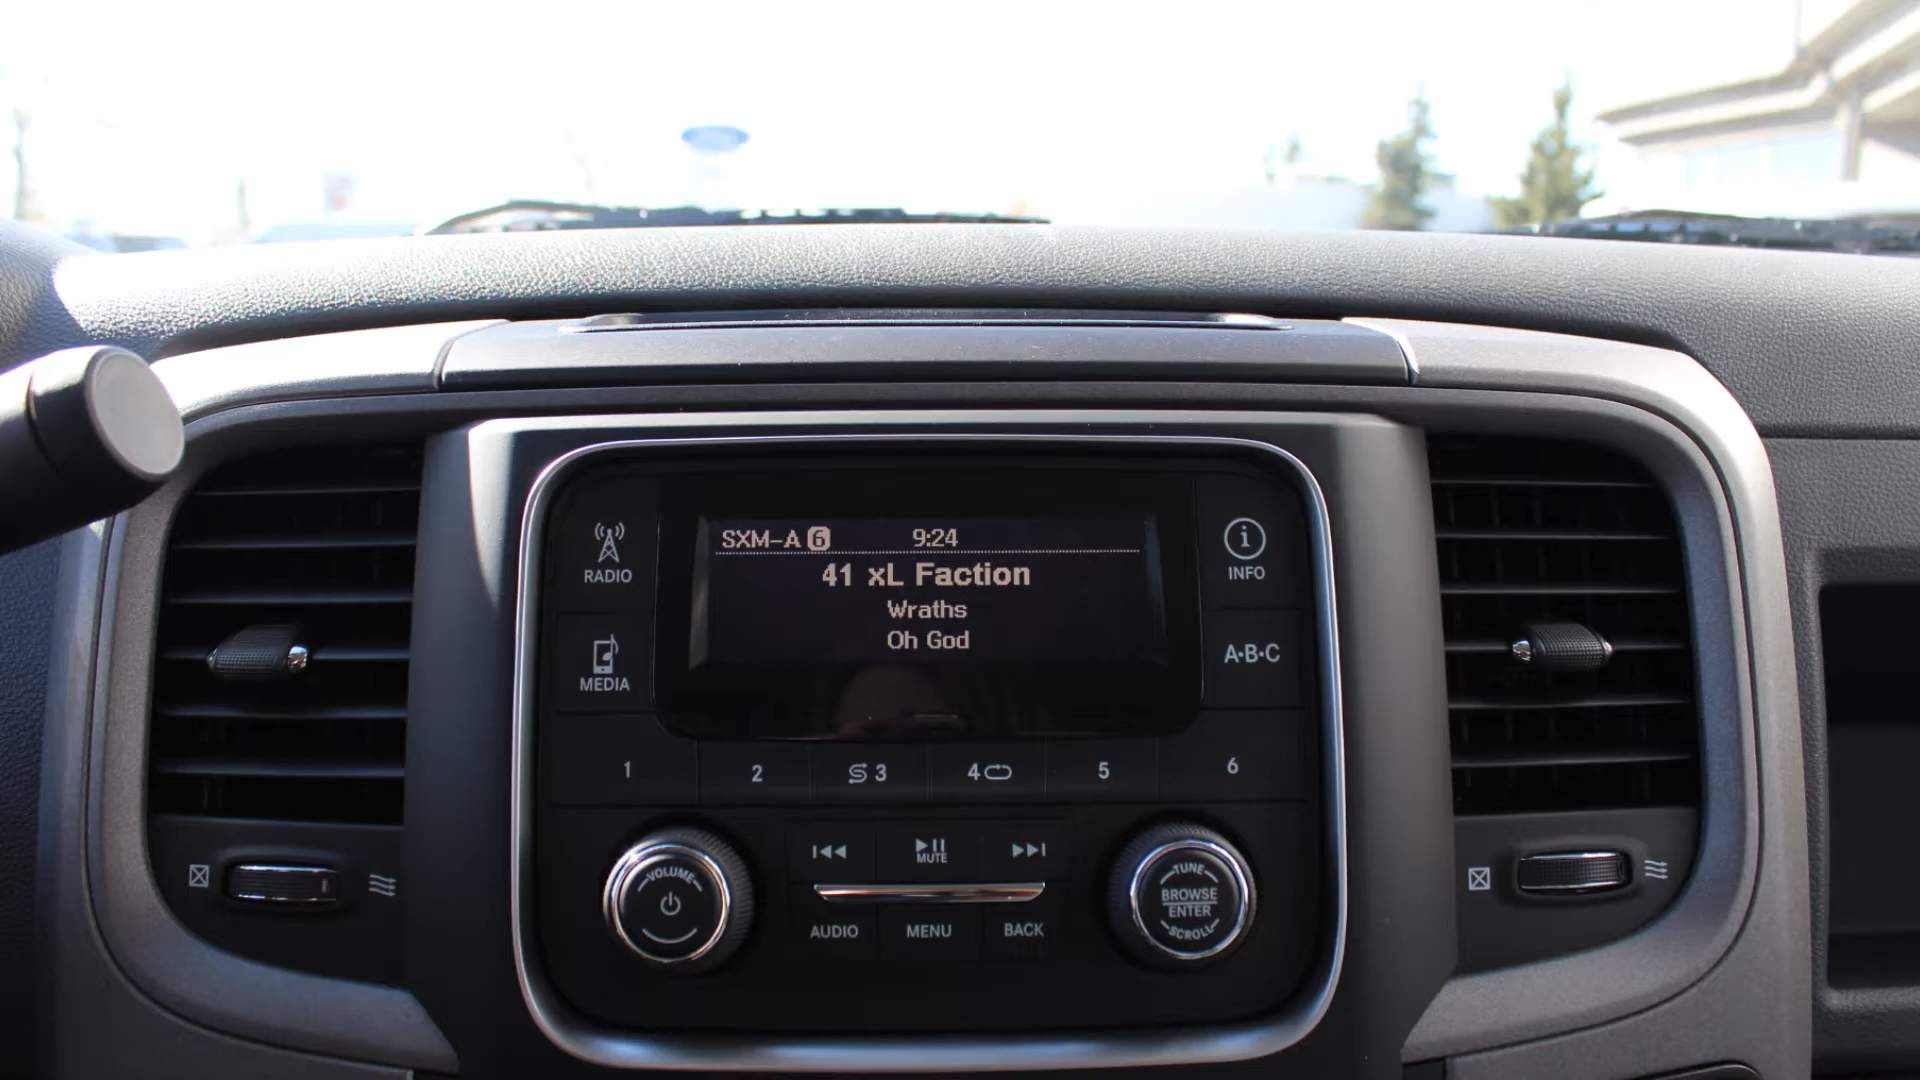 SXM-A 6 9:24
41 xL Faction
Wraths
Oh God
RADIO
INFO
MEDIA
A•B•C
1 2 3 4 5 6
VOLUME
MUTE
TUNE
BROWSE
ENTER
SCROLL
AUDIO MENU BACK